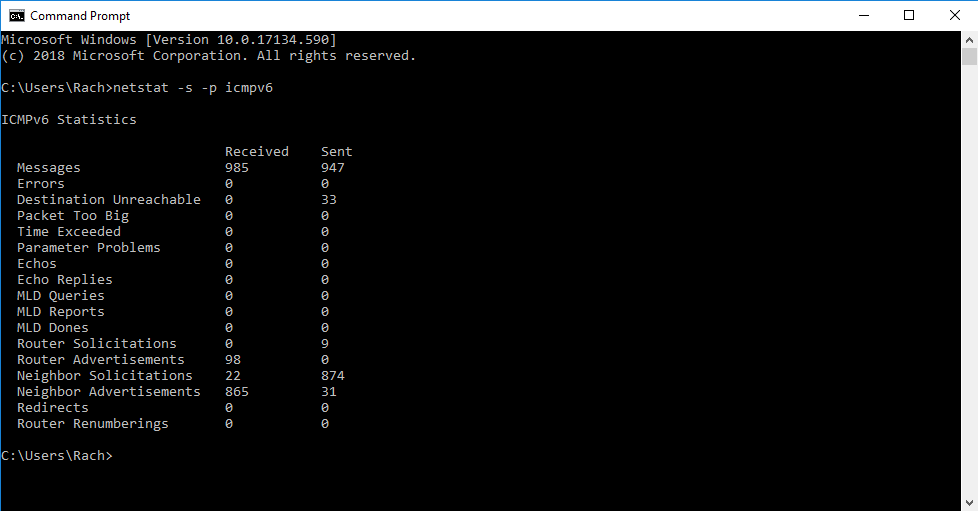 Command Prompt
Microsoft Windows [Version 10.0.17134.590]
(c) 2018 Microsoft Corporation. All rights reserved.
C:\Users\Rach>netstat -s -p icmpv6
ICMPv6 Statistics
Received Sent
Messages 985 947
Errors 0 0
Destination Unreachable 0 33
Packet Too Big 0 0
Time Exceeded 0 0
Parameter Problems 0 0
Echos 0 0
Echo Replies 0 0
MLD Queries 0 0
MLD Reports 0 0
MLD Dones 0 0
Router Solicitations 0 9
Router Advertisements 98 0
Neighbor Solicitations 22 874
Neighbor Advertisements 865 31
Redirects 0 0
Router Renumberings 0 0
C:\Users\Rach>